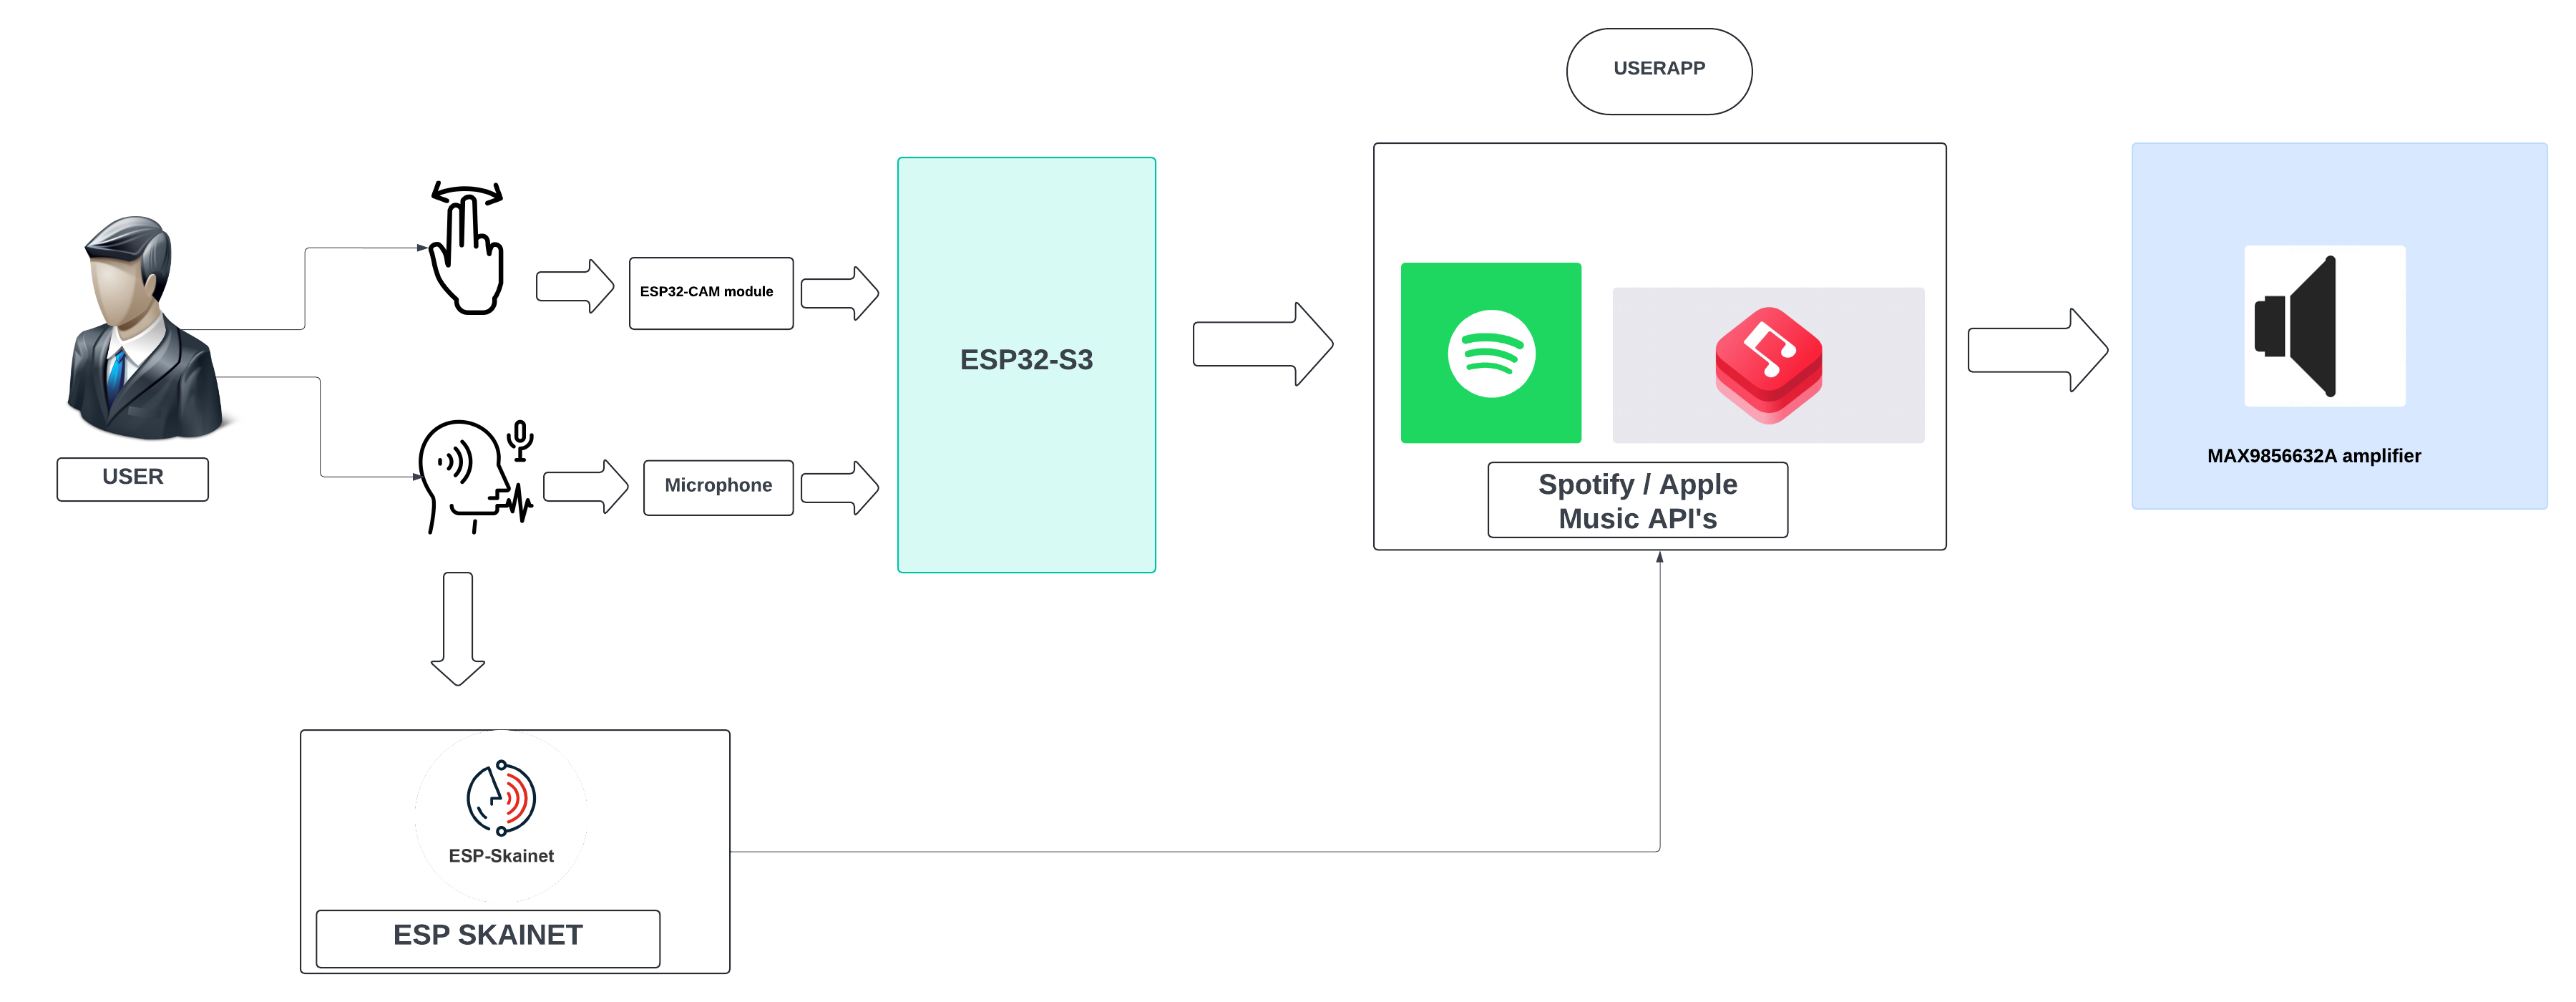 USERAPP
ESP32-CAM module
ESP32-S3
USER
Microphone
Spotify / Apple
Music API's
MAX9856632A amplifier
ESP-Skainet
ESP SKAINET